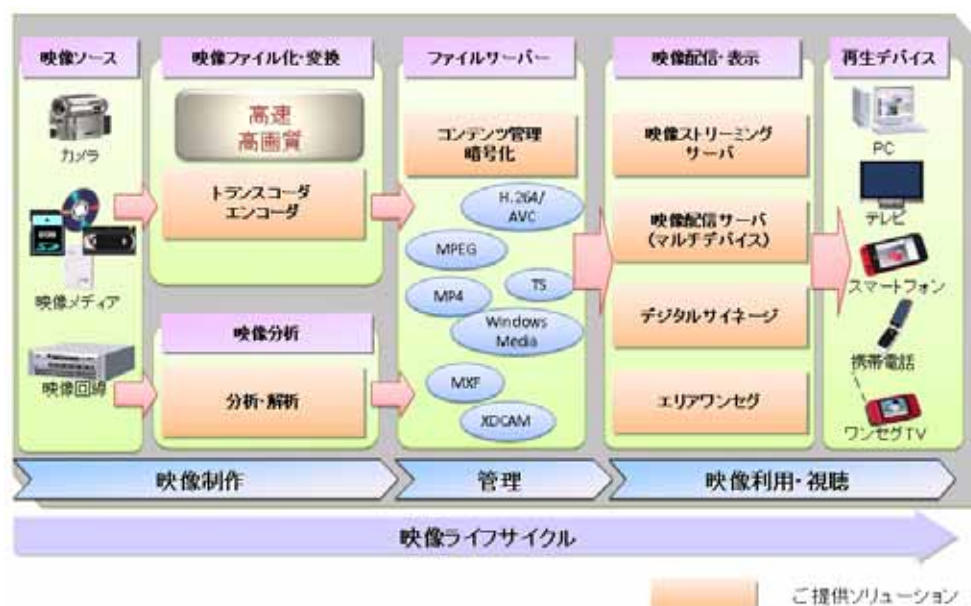 映像ソース
カメラ
映像メディア
映像回線
映像ファイル化・変換
高速
高画質
トランスコーダ
エンコーダ
映像分析
分析・解析
ファイルサーバー
コンテンツ管理
暗号化
H.264/
AVC
MPEG
TS
MP4
Windows
Media
MXF
XDCAM
映像配信・表示
映像ストリーミング
サーバ
映像配信サーバ
(マルチデバイス)
デジタルサイネージ
エリアワンセグ
再生デバイス
PC
テレビ
スマートフォン
携帯電話
ワンセグTV
映像制作
管理
映像利用・視聴
映像ライフサイクル
ご提供ソリューション